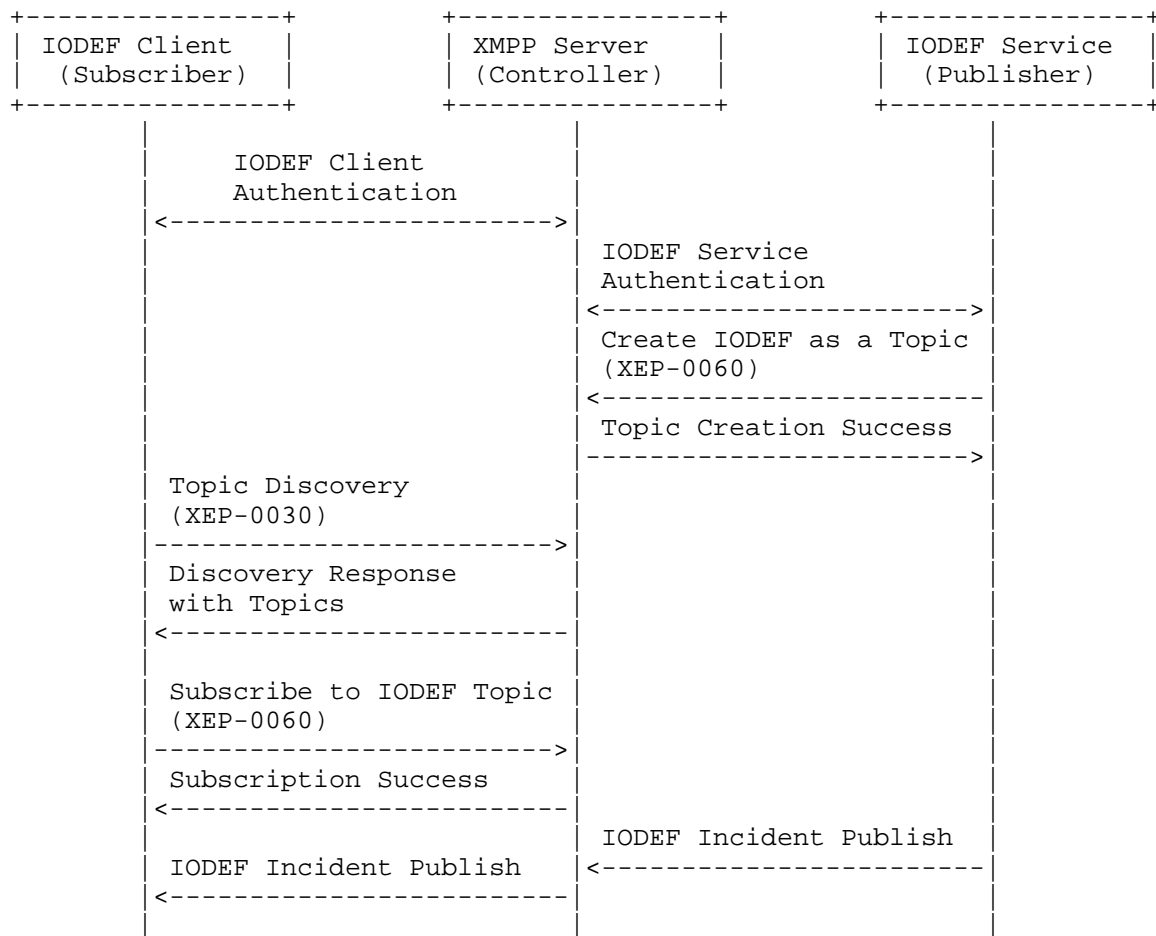 IODEF Client
(Subscriber)
XMPP Server
(Controller)
IODEF Service
(Publisher)
IODEF Client
Authentication
IODEF Service
Authentication
Create IODEF as a Topic
(XEP-0060)
Topic Creation Success
Topic Discovery
(XEP-0030)
Discovery Response
with Topics
Subscribe to IODEF Topic
(XEP-0060)
Subscription Success
IODEF Incident Publish
IODEF Incident Publish